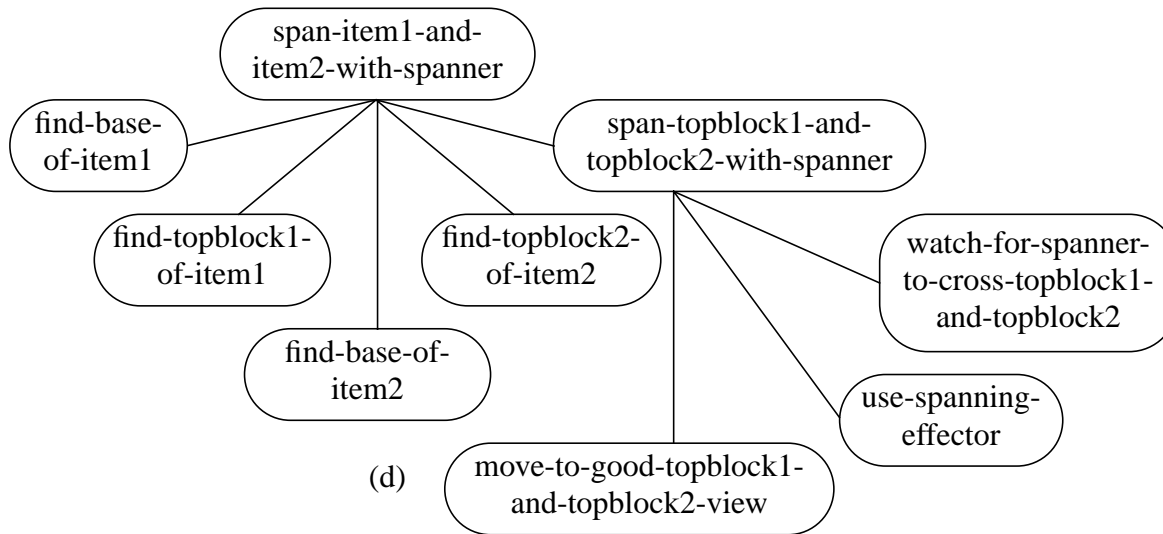 span-item1-and-
item2-with-spanner
find-base-
of-item1
span-topblock1-and-
topblock2-with-spanner
find-topblock1-
of-item1
find-topblock2-
of-item2
watch-for-spanner-
to-cross-topblock1-
and-topblock2
find-base-of-
item2
use-spanning-
effector
(d)
move-to-good-topblock1-
and-topblock2-view